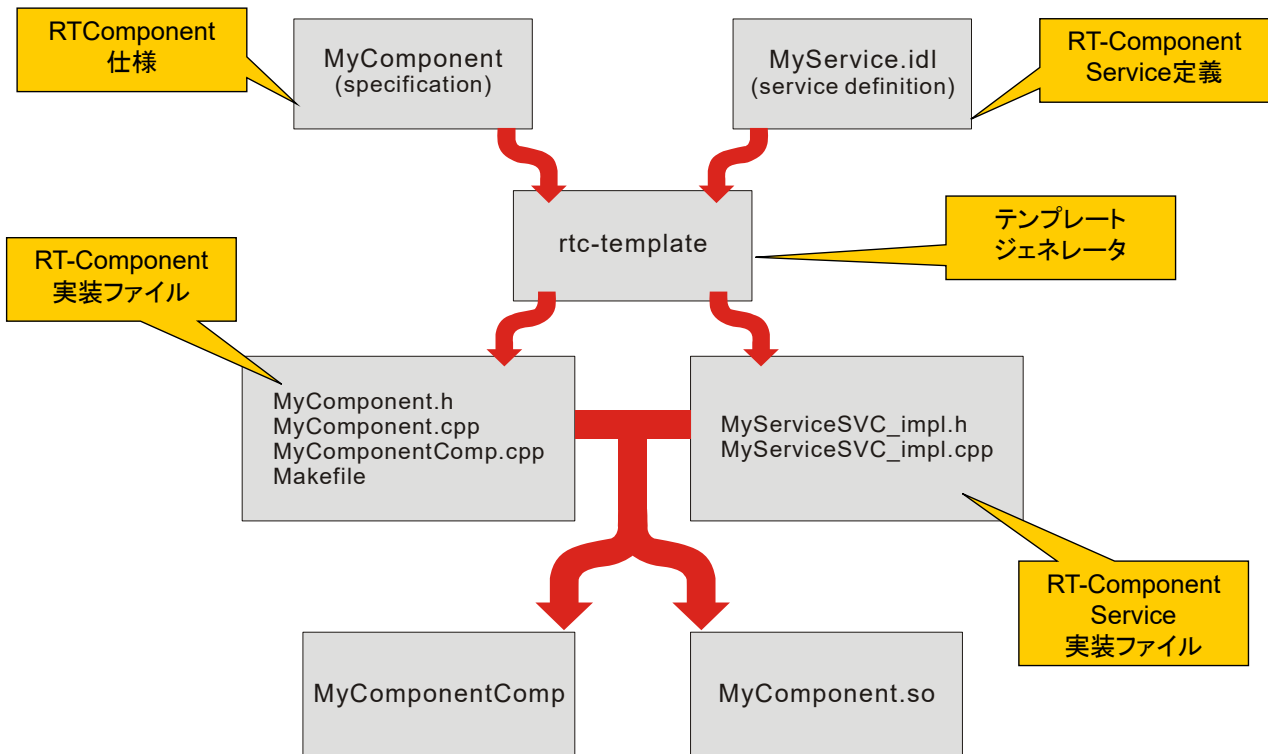 RTComponent
仕様
MyComponent
(specification)
MyService.idl
(service definition)
RT-Component
Service定義
rtc-template
テンプレート
ジェネレータ
RT-Component
実装ファイル
MyComponent.h
MyComponent.cpp
MyComponentComp.cpp
Makefile
MyServiceSVC_impl.h
MyServiceSVC_impl.cpp
RT-Component
Service
実装ファイル
MyComponentComp
MyComponent.so